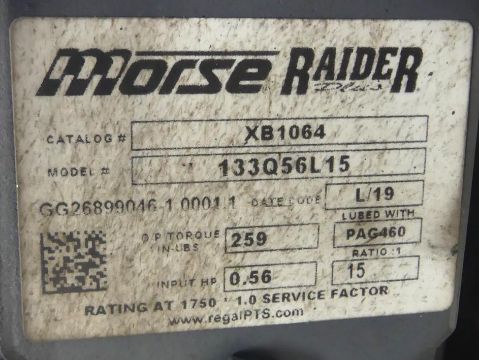 Morse RAIDER Plus
CATALOG # XB1064
MODEL # 133Q56L15
GG26899046-1 0001 1 DATE CODE L/19
LUBED WITH
O/P TORQUE IN-LBS 259 PAG460
RATIO :1
INPUT HP 0.56 15
RATING AT 1750 * 1.0 SERVICE FACTOR
www.regalPTS.com